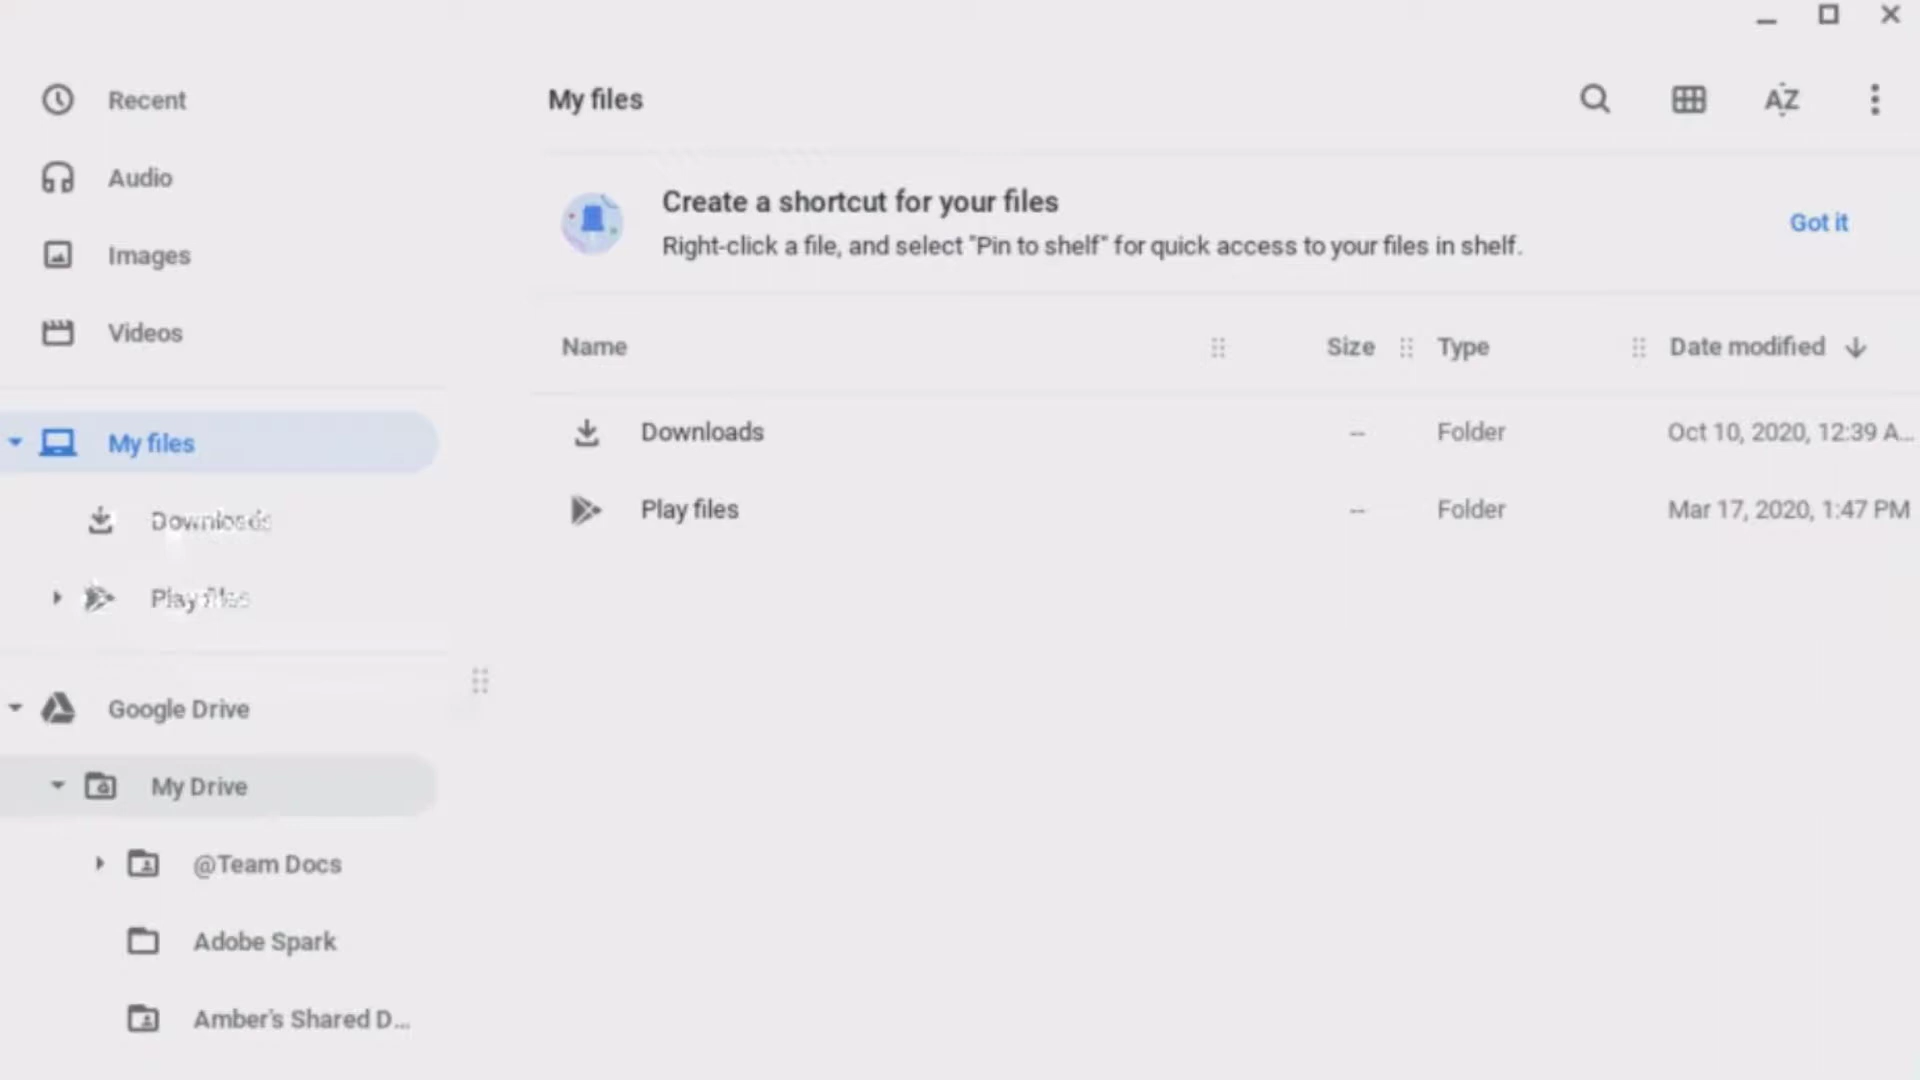 Recent
Audio
Images
Videos
My files
Downloads
Play files
Google Drive
My Drive
@Team Docs
Adobe Spark
Amber's Shared D...
My files
AZ
Create a shortcut for your files
Right-click a file, and select "Pin to shelf" for quick access to your files in shelf.
Got it
Name Size Type Date modified
Downloads -- Folder Oct 10, 2020, 12:39 A...
Play files -- Folder Mar 17, 2020, 1:47 PM